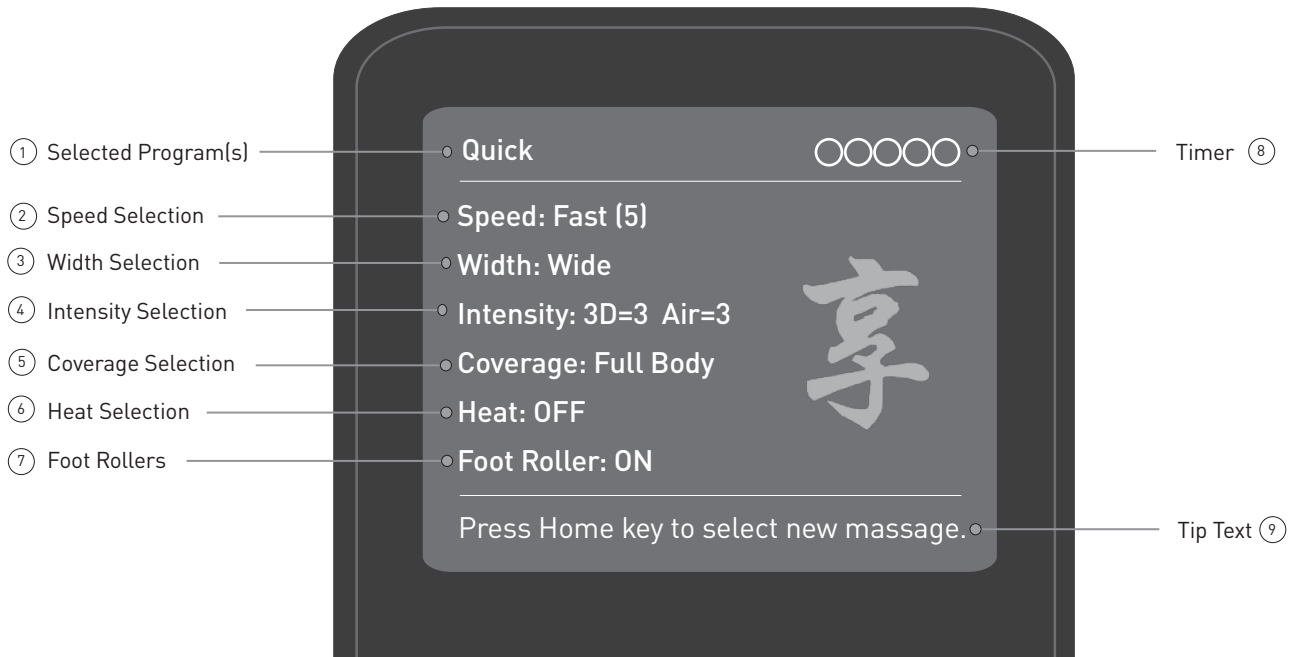 ① Selected Program(s)
Quick
Timer ⑧
② Speed Selection
Speed: Fast (5)
③ Width Selection
Width: Wide
④ Intensity Selection
Intensity: 3D=3 Air=3
⑤ Coverage Selection
Coverage: Full Body
⑥ Heat Selection
Heat: OFF
⑦ Foot Rollers
Foot Roller: ON
享
Press Home key to select new massage.
Tip Text ⑨